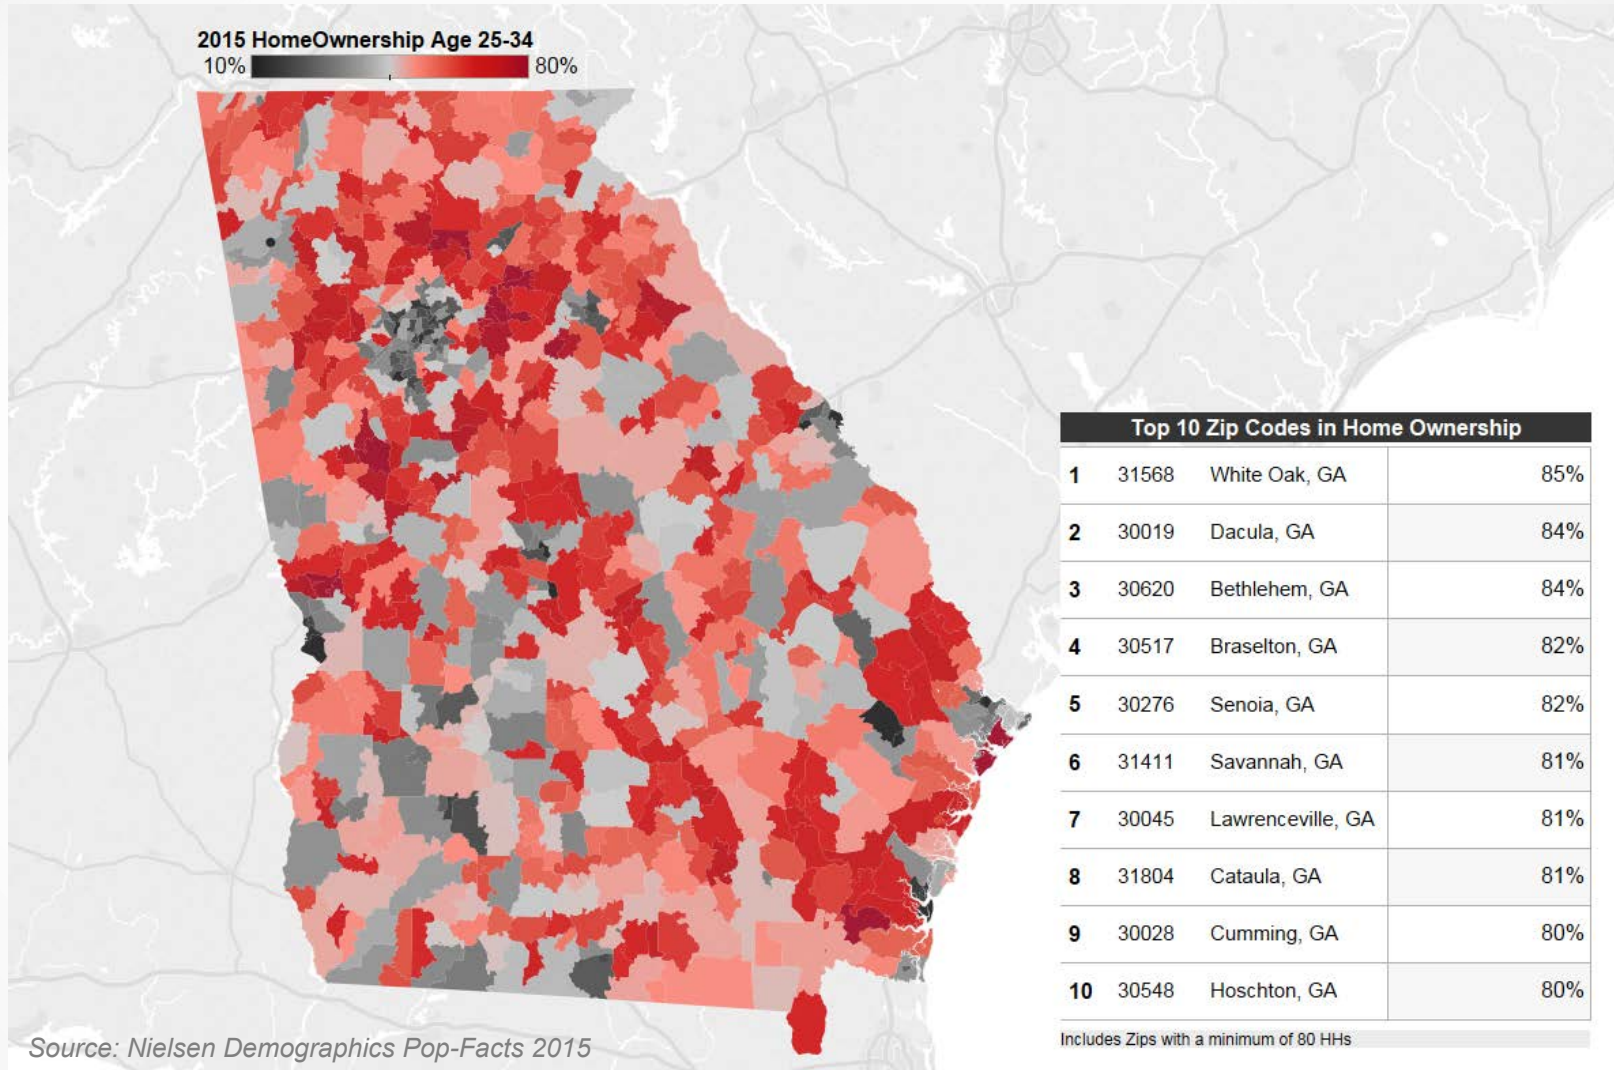 2015 HomeOwnership Age 25-34
10% 80%
Top 10 Zip Codes in Home Ownership
1 31568 White Oak, GA 85%
2 30019 Dacula, GA 84%
3 30620 Bethlehem, GA 84%
4 30517 Braselton, GA 82%
5 30276 Senoia, GA 82%
6 31411 Savannah, GA 81%
7 30045 Lawrenceville, GA 81%
8 31804 Cataula, GA 81%
9 30028 Cumming, GA 80%
10 30548 Hoschton, GA 80%
Includes Zips with a minimum of 80 HHs
Source: Nielsen Demographics Pop-Facts 2015